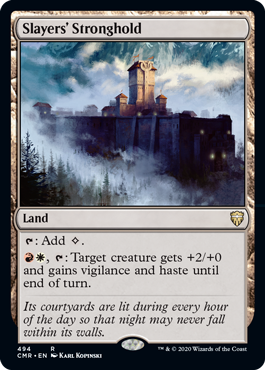 Slayers' Stronghold
Land
: Add .
, : Target creature gets +2/+0
and gains vigilance and haste until
end of turn.
Its courtyards are lit during every hour
of the day so that night may never fall
within its walls.
494 R
CMR • EN Karl Kopinski
™ & © 2020 Wizards of the Coast